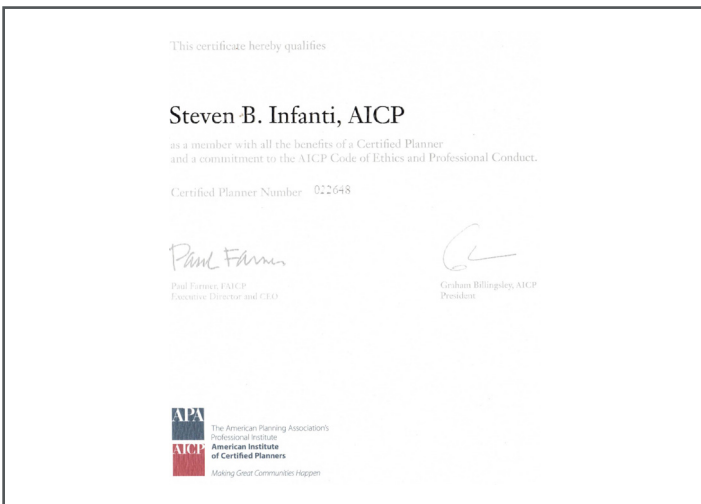 This certificate hereby qualifies
Steven B. Infanti, AICP
as a member with all the benefits of a Certified Planner
and a commitment to the AICP Code of Ethics and Professional Conduct.
Certified Planner Number 022648
Paul Farmer
Paul Farmer, FAICP
Executive Director and CEO
Graham Billingsley, AICP
President
APA
The American Planning Association's
Professional Institute
AICP
American Institute
of Certified Planners
Making Great Communities Happen